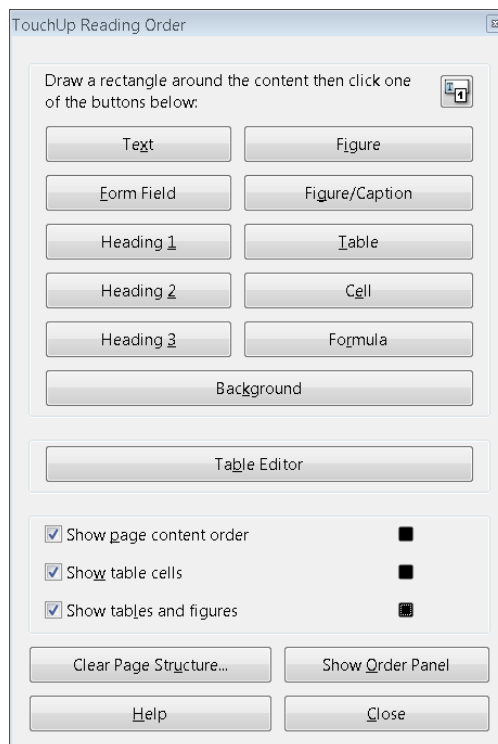 TouchUp Reading Order
Draw a rectangle around the content then click one
of the buttons below:
Text
Figure
Form Field
Figure/Caption
Heading 1
Table
Heading 2
Cell
Heading 3
Formula
Background
Table Editor
Show page content order
Show table cells
Show tables and figures
Clear Page Structure...
Show Order Panel
Help
Close